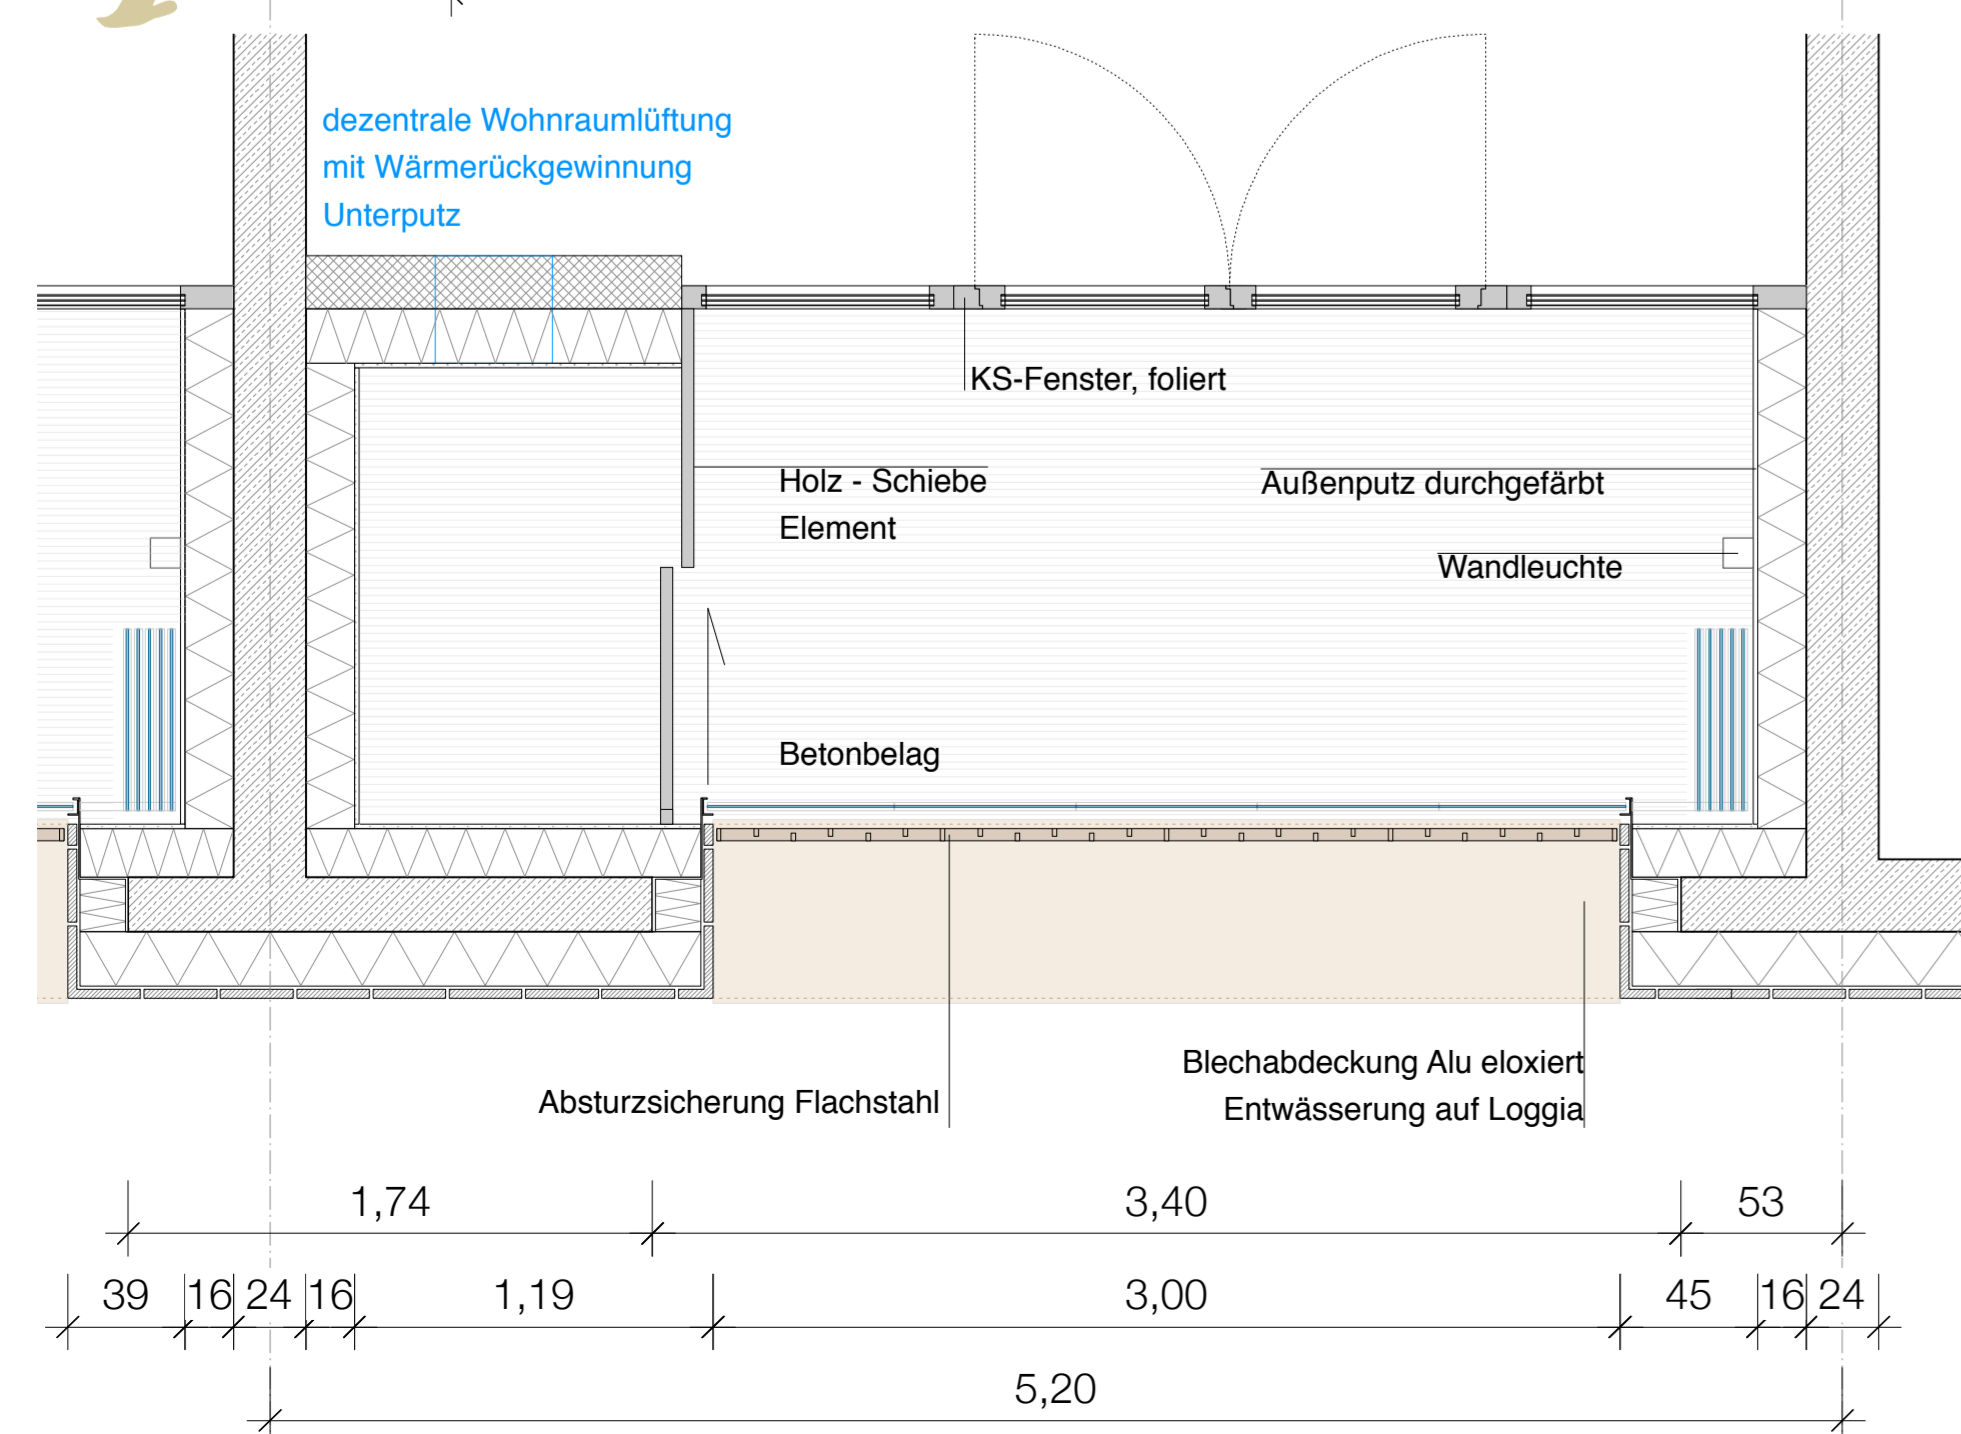 dezentrale Wohnraumlüftung
mit Wärmerückgewinnung
Unterputz
KS-Fenster, foliert
Holz - Schiebe
Element
Außenputz durchgefärbt
Wandleuchte
Betonbelag
Blechabdeckung Alu eloxiert
Entwässerung auf Loggia
Absturzsicherung Flachstahl
1,74 3,40 53
39 16 24 16 1,19 3,00 45 16 24
5,20